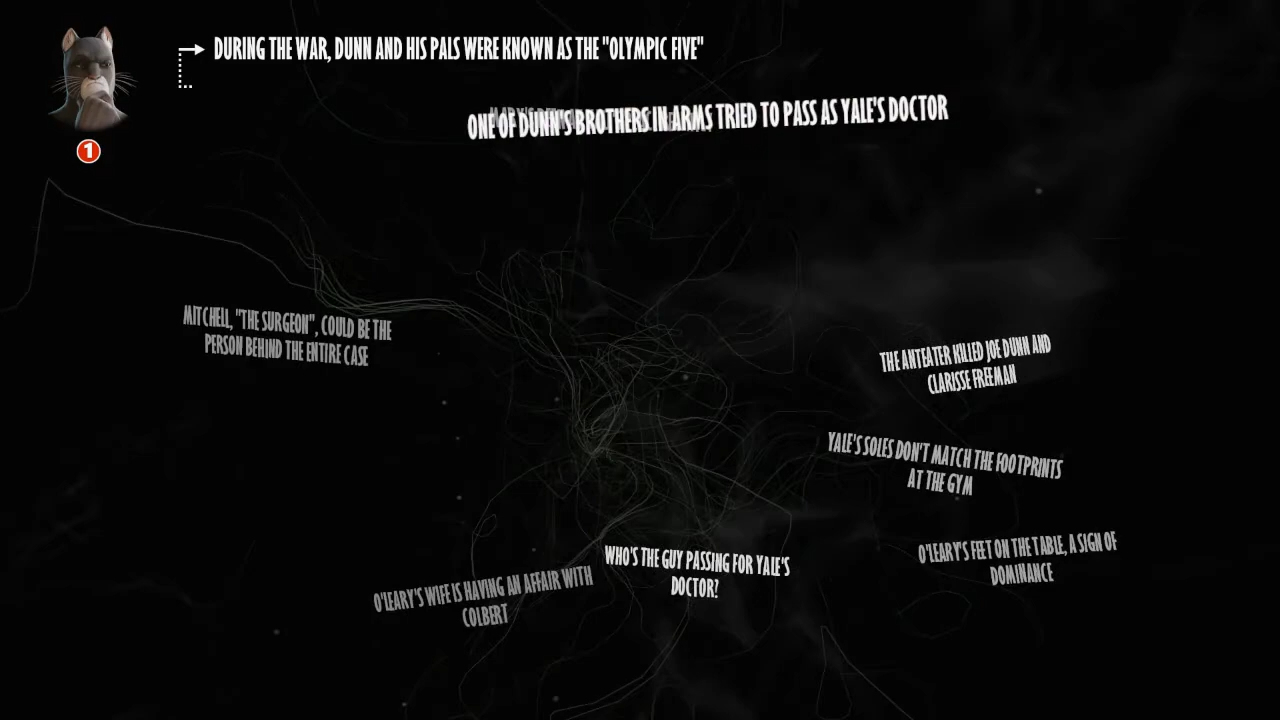 DURING THE WAR, DUNN AND HIS PALS WERE KNOWN AS THE "OLYMPIC FIVE"
ONE OF DUNN'S BROTHERS IN ARMS TRIED TO PASS AS YALE'S DOCTOR
1
MITCHELL, "THE SURGEON", COULD BE THE
PERSON BEHIND THE ENTIRE CASE
THE ANTEATER KILLED JOE DUNN AND
CLARISSE FREEMAN
YALE'S SOLES DON'T MATCH THE FOOTPRINTS
AT THE GYM
O'LEARY'S FEET ON THE TABLE, A SIGN OF
DOMINANCE
WHO'S THE GUY PASSING FOR YALE'S
DOCTOR?
O'LEARY'S WIFE IS HAVING AN AFFAIR WITH
COLBERT